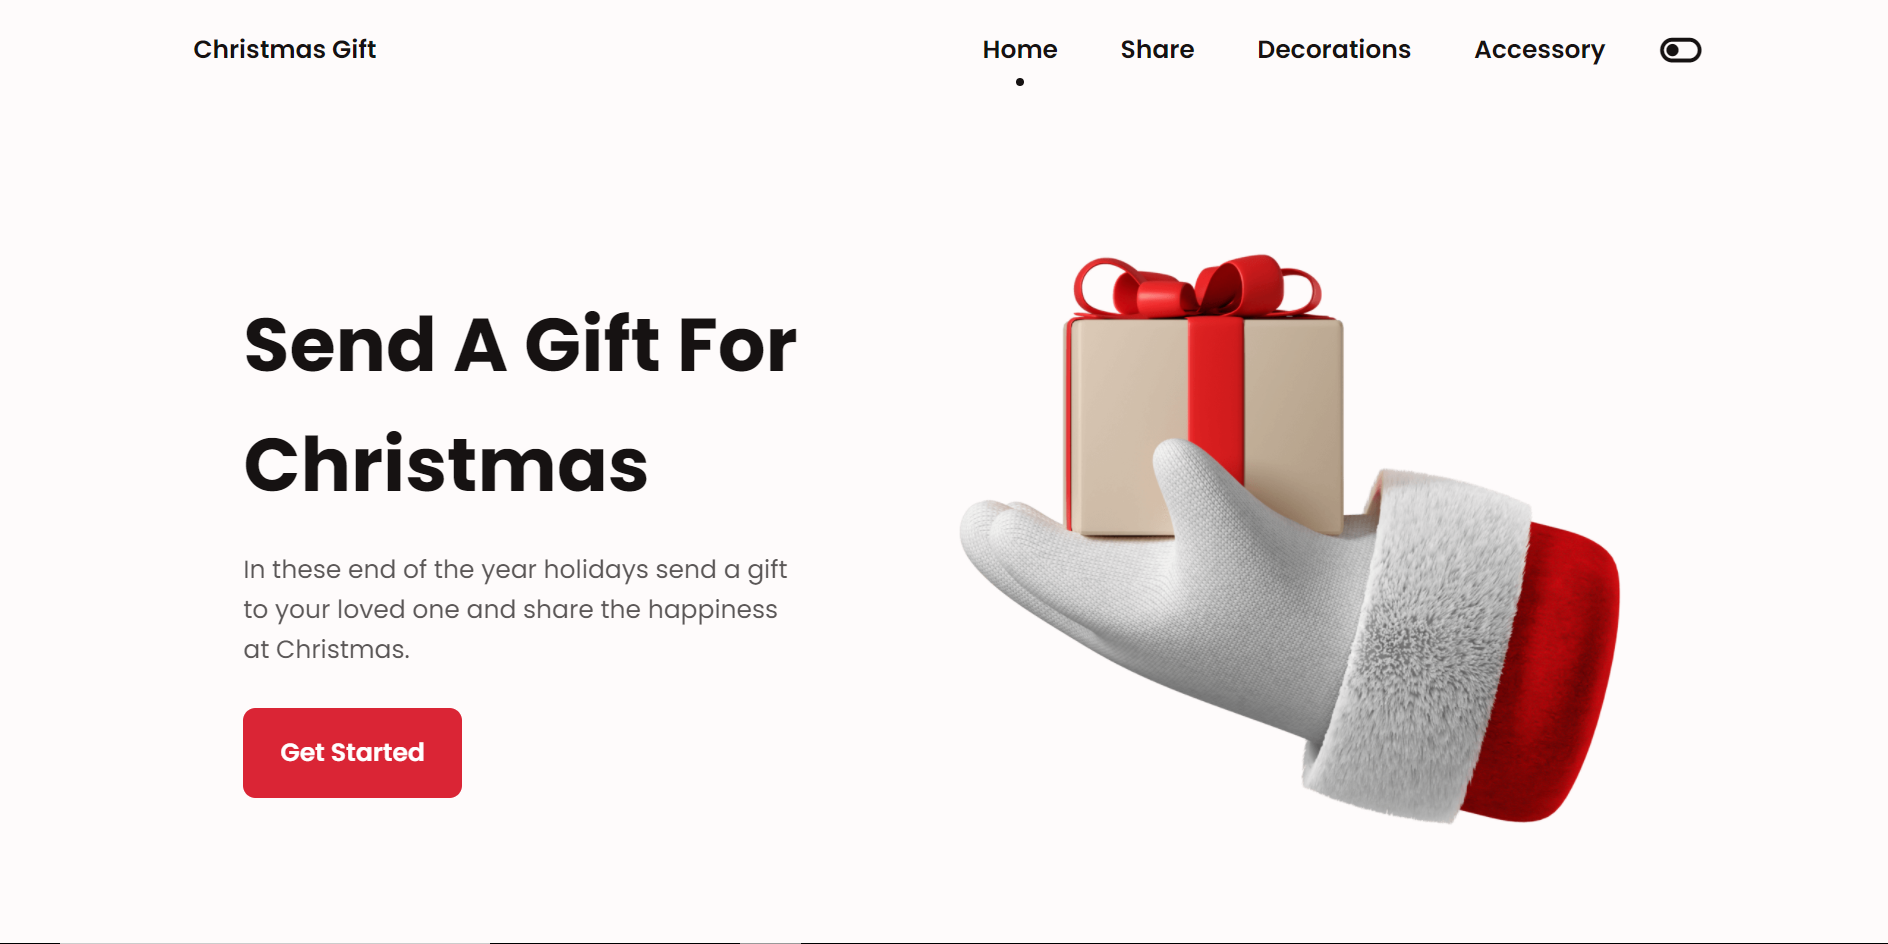 Christmas Gift
Home
Share
Decorations
Accessory
Send A Gift For
Christmas
In these end of the year holidays send a gift
to your loved one and share the happiness
at Christmas.
Get Started